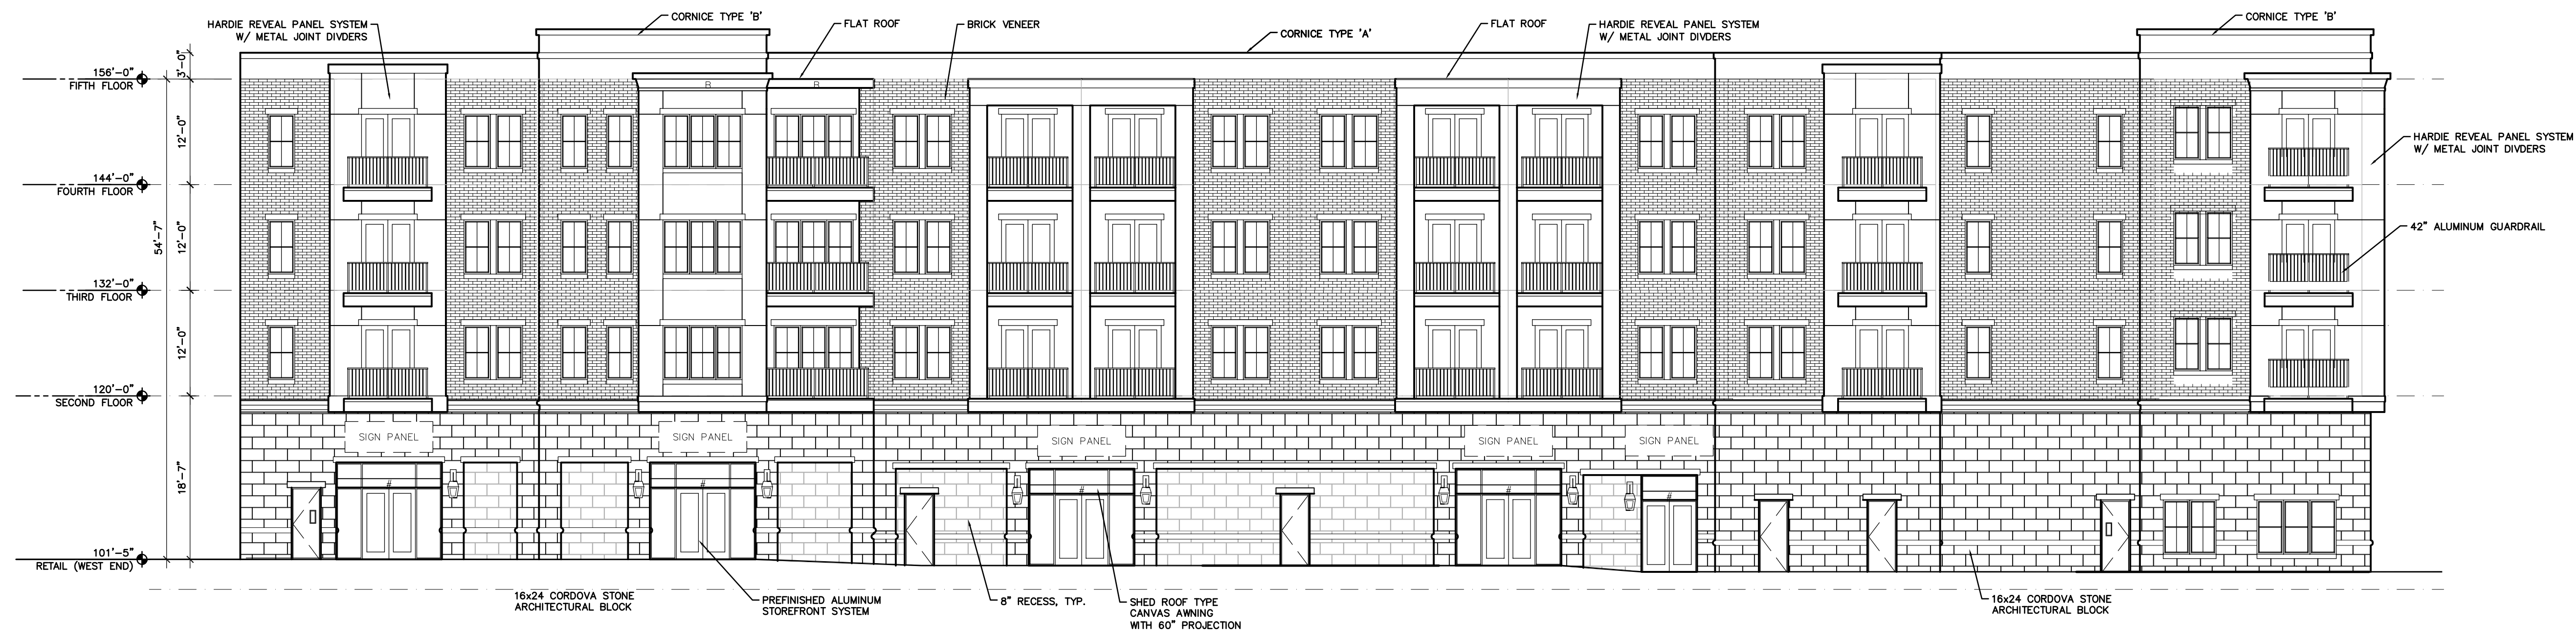 HARDIE REVEAL PANEL SYSTEM
W/ METAL JOINT DIVDERS
CORNICE TYPE 'B'
FLAT ROOF
BRICK VENEER
CORNICE TYPE 'A'
FLAT ROOF
HARDIE REVEAL PANEL SYSTEM
W/ METAL JOINT DIVDERS
CORNICE TYPE 'B'
3'-0"
156'-0"
FIFTH FLOOR
R
R
12'-0"
HARDIE REVEAL PANEL SYSTEM
W/ METAL JOINT DIVDERS
144'-0"
FOURTH FLOOR
54'-7"
12'-0"
42" ALUMINUM GUARDRAIL
132'-0"
THIRD FLOOR
12'-0"
120'-0"
SECOND FLOOR
SIGN PANEL
SIGN PANEL
SIGN PANEL
SIGN PANEL
SIGN PANEL
18'-7"
#
#
#
#
#
101'-5"
RETAIL (WEST END)
16x24 CORDOVA STONE
ARCHITECTURAL BLOCK
PREFINISHED ALUMINUM
STOREFRONT SYSTEM
8" RECESS, TYP.
SHED ROOF TYPE
CANVAS AWNING
WITH 60" PROJECTION
16x24 CORDOVA STONE
ARCHITECTURAL BLOCK